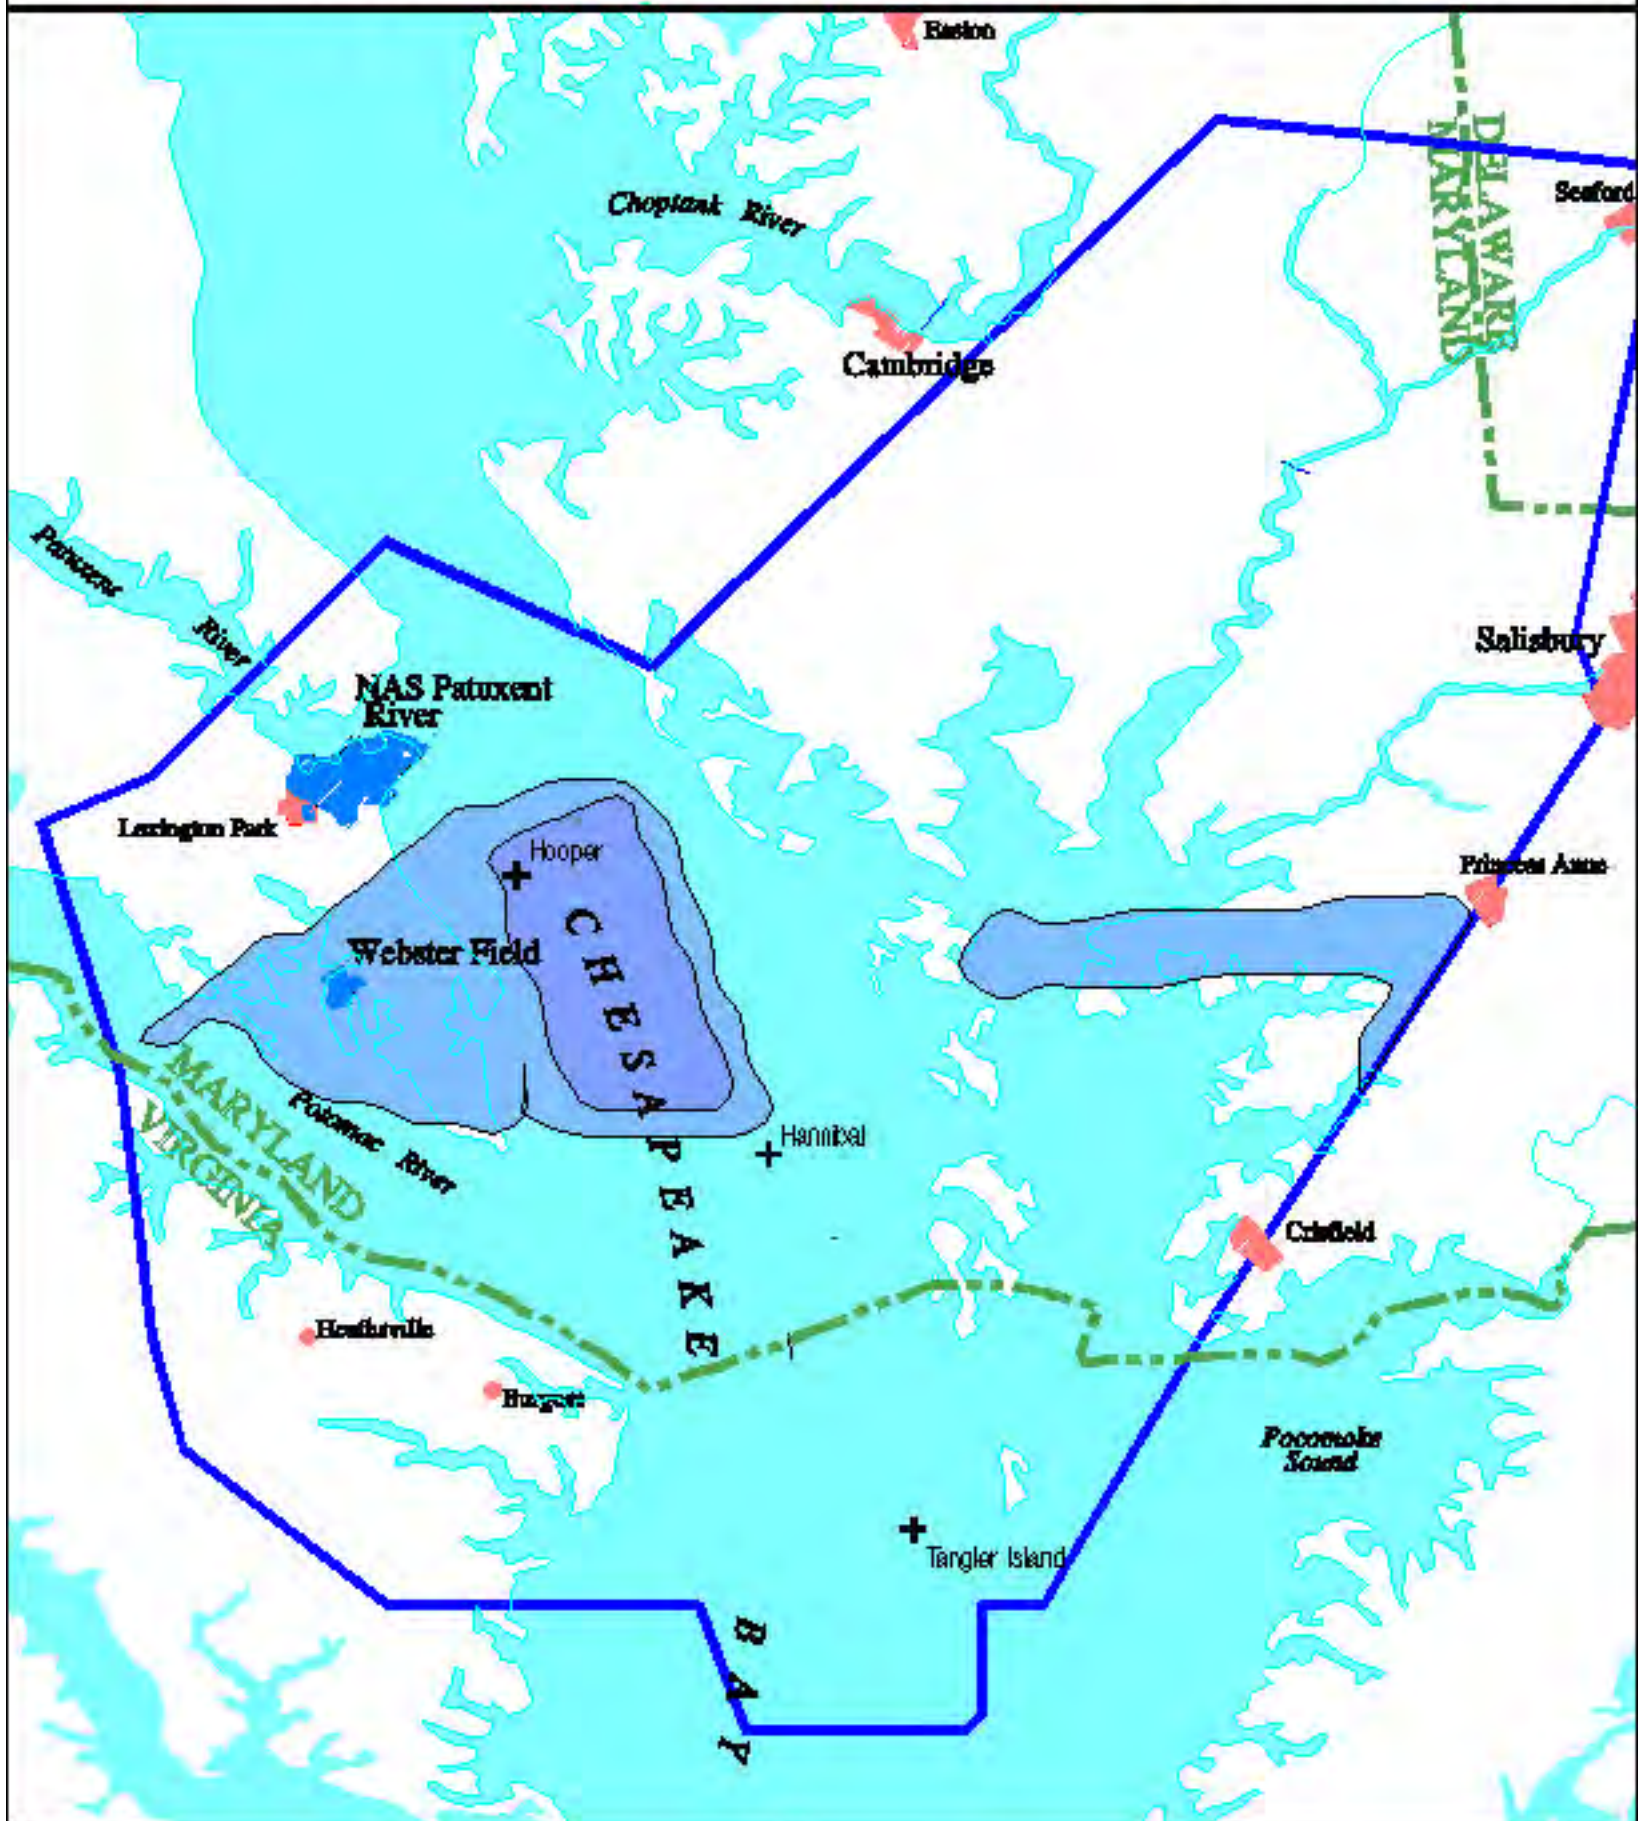 Easton
DELAWARE
MARYLAND
Seaford
Choptank River
Cambridge
Patuxent
River
Salisbury
NAS Patuxent
River
Lexington Park
Hooper
Princess Anne
Webster Field
CHESAPEAKE
MARYLAND
VIRGINIA
Potomac River
Hannibal
Crisfield
Heathsville
Burgess
Pocomoke
Sound
Tangier Island
BAY